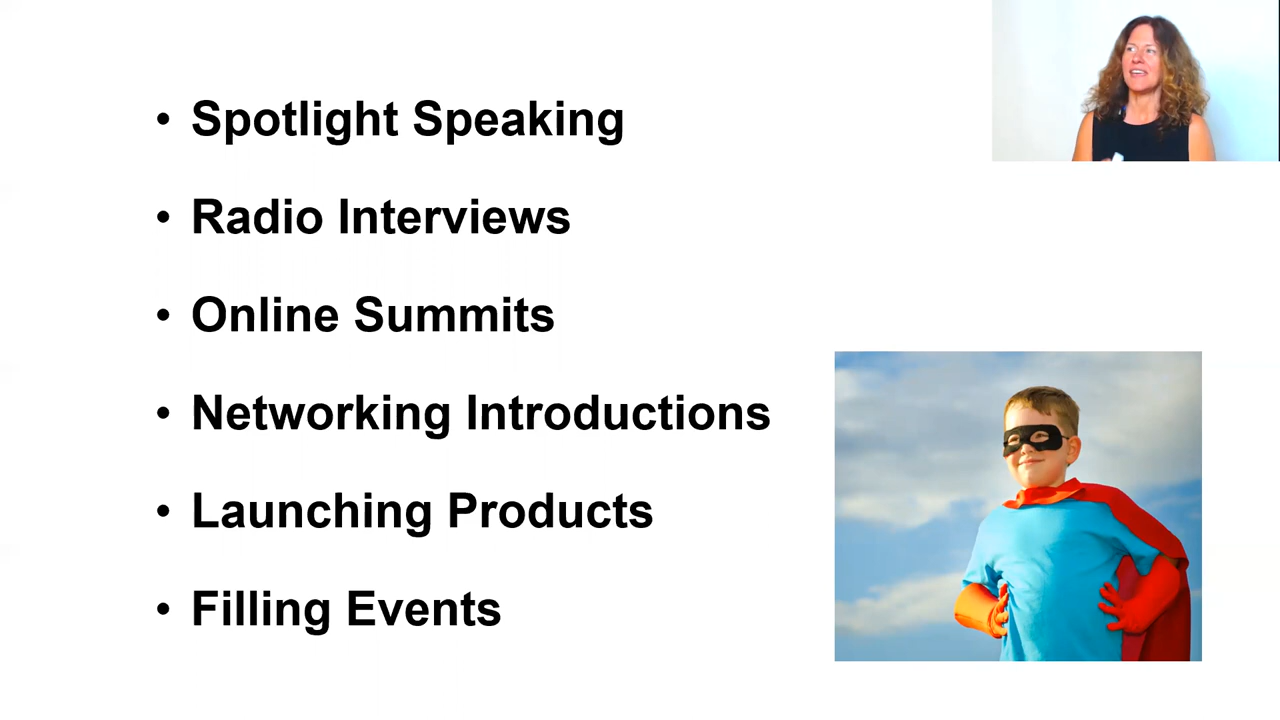 • Spotlight Speaking
• Radio Interviews
• Online Summits
• Networking Introductions
• Launching Products
• Filling Events